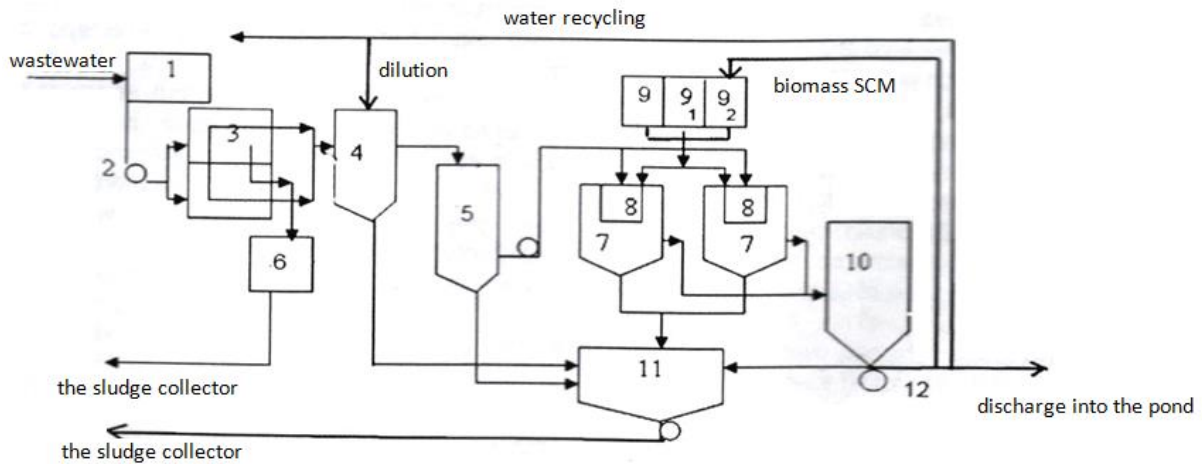 water recycling
wastewater
1
dilution
biomass SCM
9 9 9
1 2
3
4
2
5
8 8
7 7
6
10
11
12
the sludge collector
discharge into the pond
the sludge collector